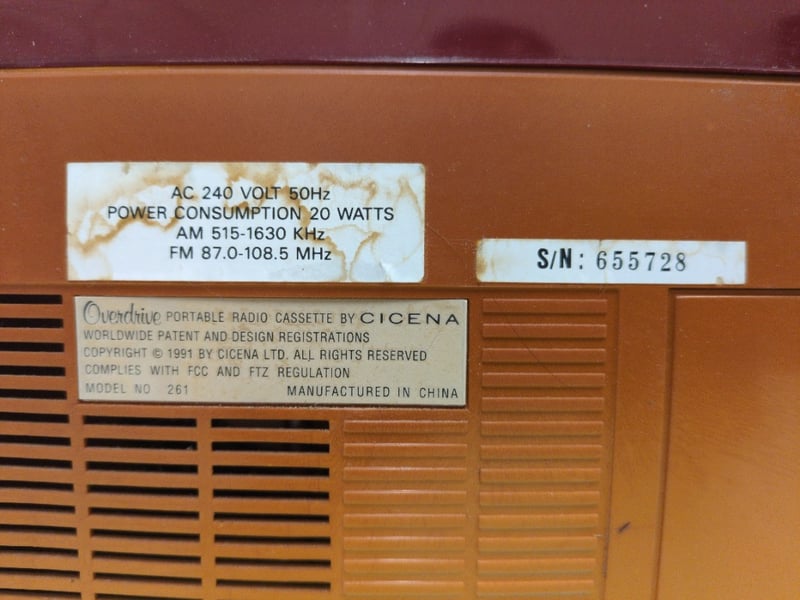 AC 240 VOLT 50Hz
POWER CONSUMPTION 20 WATTS
AM 515-1630 KHz
FM 87.0-108.5 MHz
S/N: 655728
Overdrive PORTABLE RADIO CASSETTE BY CICENA
WORLDWIDE PATENT AND DESIGN REGISTRATIONS
COPYRIGHT © 1991 BY CICENA LTD. ALL RIGHTS RESERVED
COMPLIES WITH FCC AND FTZ REGULATION
MODEL NO 261 MANUFACTURED IN CHINA